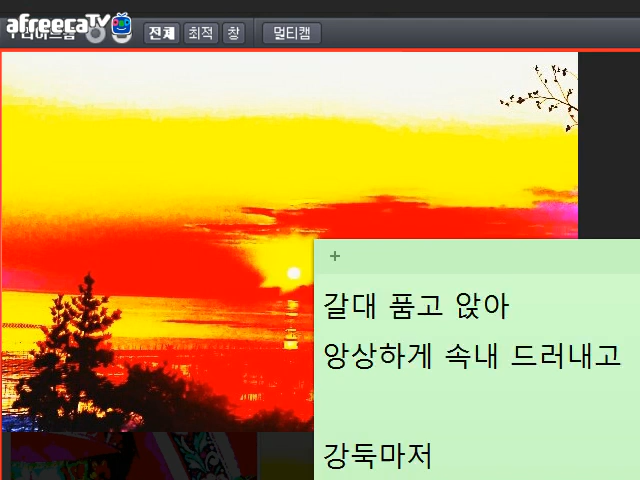 afreecaTV
전체 최적 창 멀티캠
+
갈대 품고 앉아
앙상하게 속내 드러내고
강둑마저